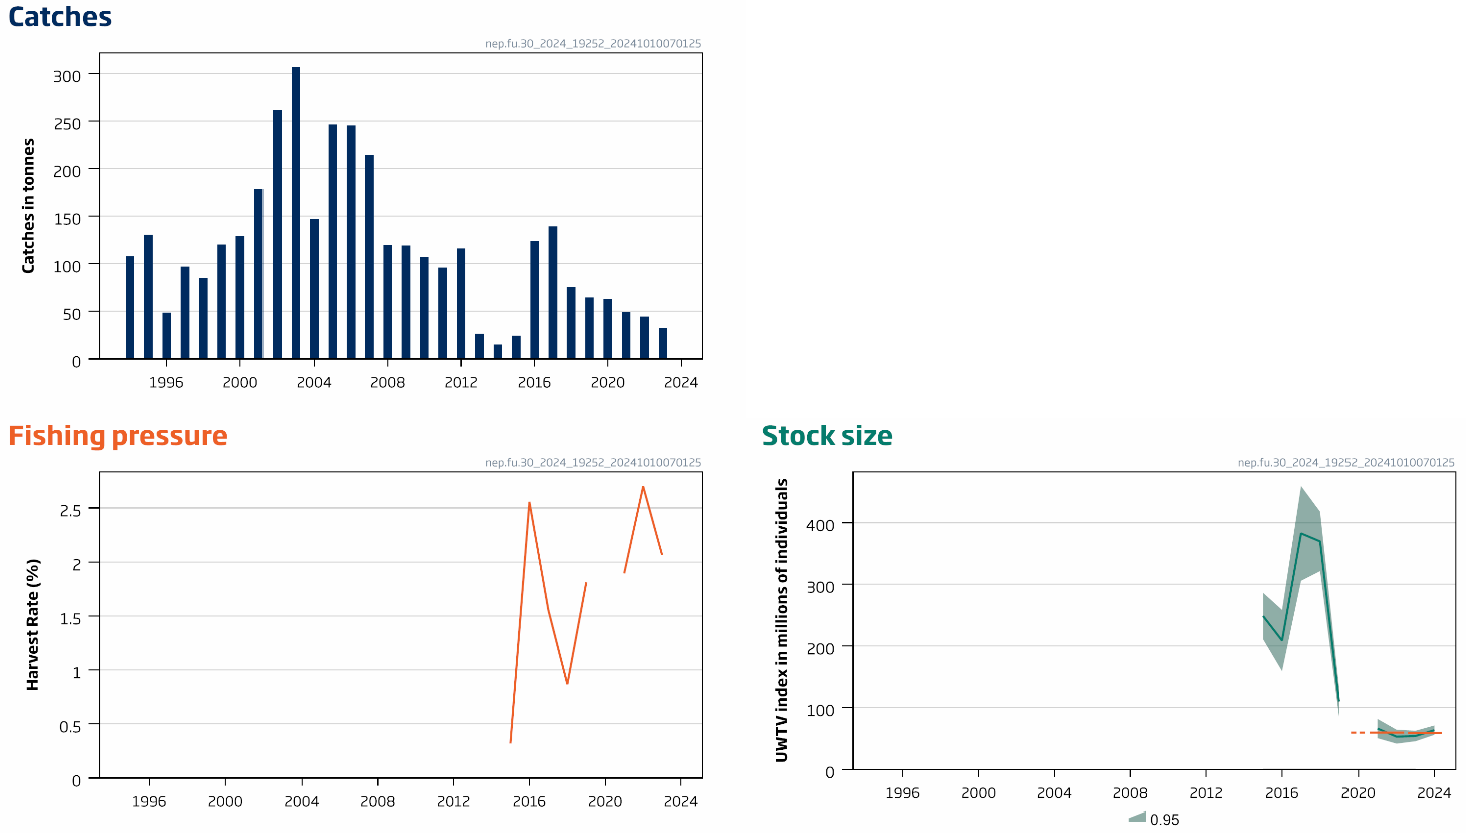 Catches
nep.fu.30_2024_19252_20241010070125
Catches in tonnes
300
250
200
150
100
50
0
1996 2000 2004 2008 2012 2016 2020 2024
Fishing pressure
nep.fu.30_2024_19252_20241010070125
Harvest Rate (%)
2.5
2
1.5
1
0.5
0
1996 2000 2004 2008 2012 2016 2020 2024
Stock size
nep.fu.30_2024_19252_20241010070125
UWTV index in millions of individuals
400
300
200
100
0
1996 2000 2004 2008 2012 2016 2020 2024
0.95